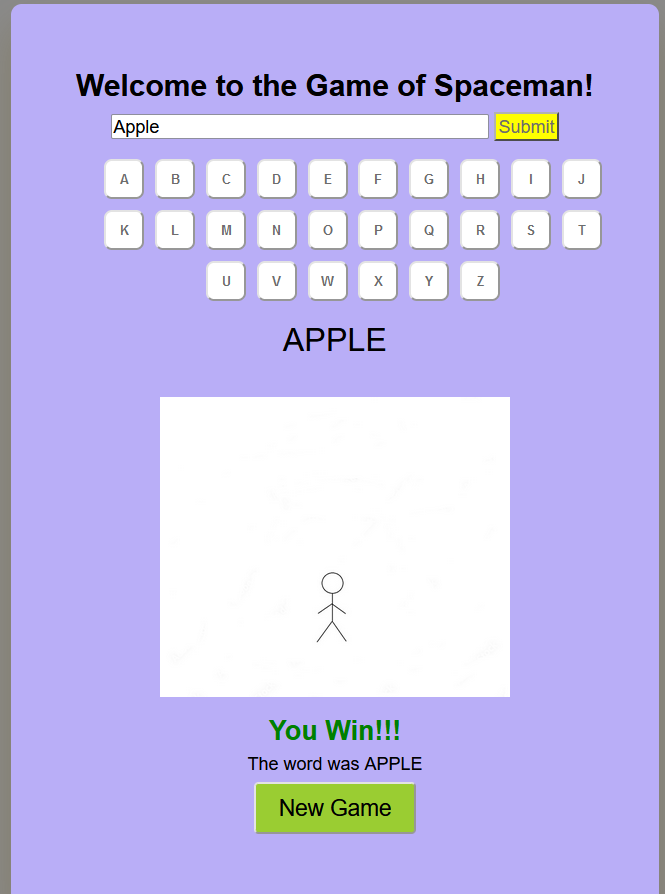 Welcome to the Game of Spaceman!
Apple Submit
A B C D E F G H I J
K L M N O P Q R S T
U V W X Y Z
APPLE
You Win!!!
The word was APPLE
New Game